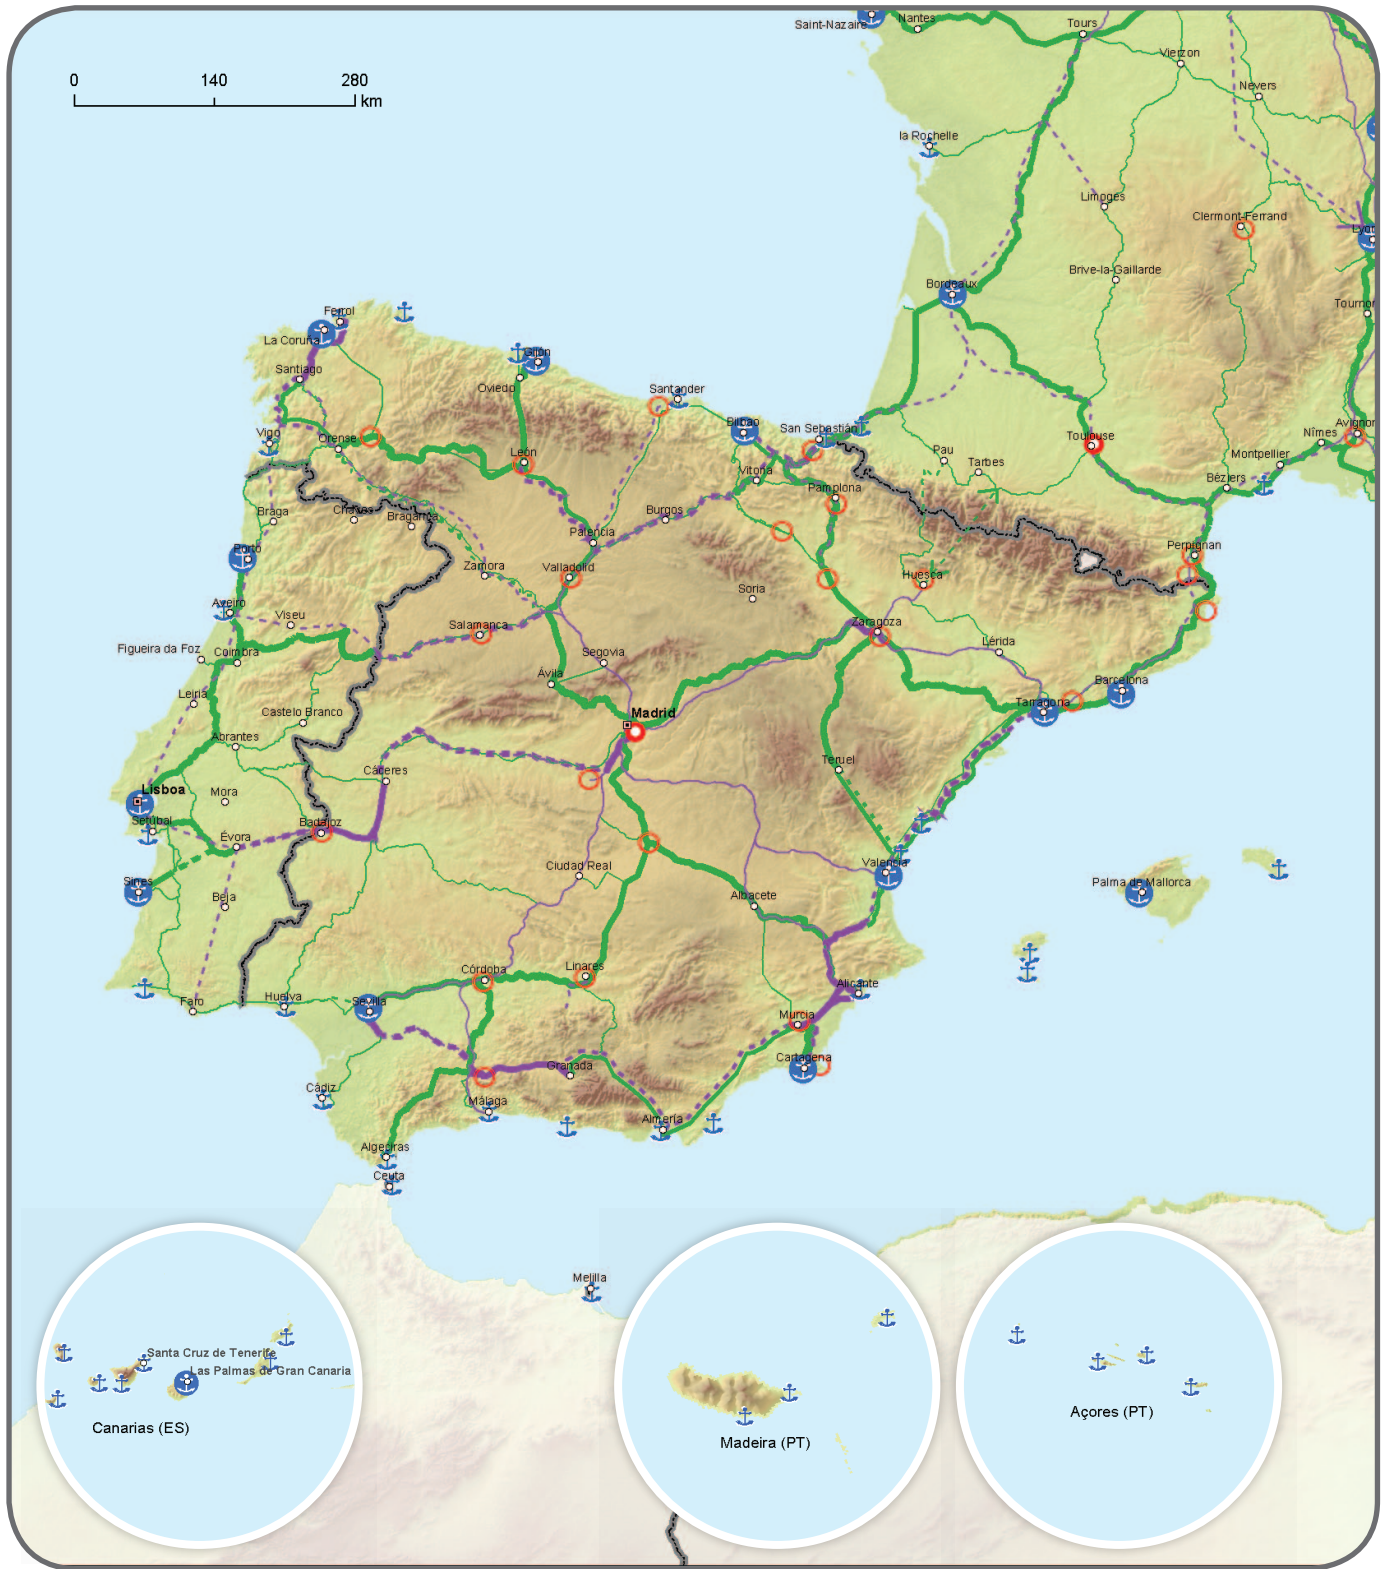 Saint-Nazaire
Nantes
Tours
Vierzon
0 140 280
km
Nevers
la Rochelle
Limoges
Clermont-Ferrand
Brive-la-Gaillarde
Bordeaux
Ferrol
La Coruña
Gijón
Santiago
Oviedo
Santander
Vigo
Orense
Bilbao
San Sebastián
Toulouse
Nîmes
León
Pau
Tarbes
Montpellier
Vitoria
Béziers
Pamplona
Braga
Bragança
Burgos
Palencia
Porto
Perpignan
Zamora
Valladolid
Huesca
Soria
Aveiro
Viseu
Salamanca
Zaragoza
Figueira da Foz
Coimbra
Segovia
Lérida
Ávila
Barcelona
Leiria
Castelo Branco
Madrid
Tarragona
Abrantes
Cáceres
Teruel
Lisboa
Mora
Setúbal
Badajoz
Évora
Ciudad Real
Valencia
Sines
Beja
Albacete
Palma de Mallorca
Córdoba
Linares
Alicante
Faro
Huelva
Sevilla
Murcia
Granada
Cartagena
Cádiz
Málaga
Almería
Algeciras
Ceuta
Melilla
Santa Cruz de Tenerife
Las Palmas de Gran Canaria
Canarias (ES)
Madeira (PT)
Açores (PT)